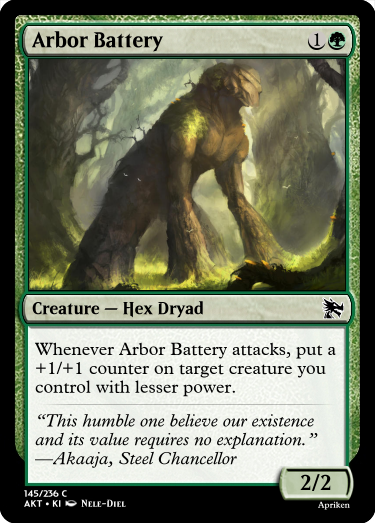 Arbor Battery 1
Creature — Hex Dryad
Whenever Arbor Battery attacks, put a
+1/+1 counter on target creature you
control with lesser power.
“This humble one believe our existence
and its value requires no explanation.”
—Akaaja, Steel Chancellor
2/2
145/236 C
AKT • KI Nele-Diel
Apriken